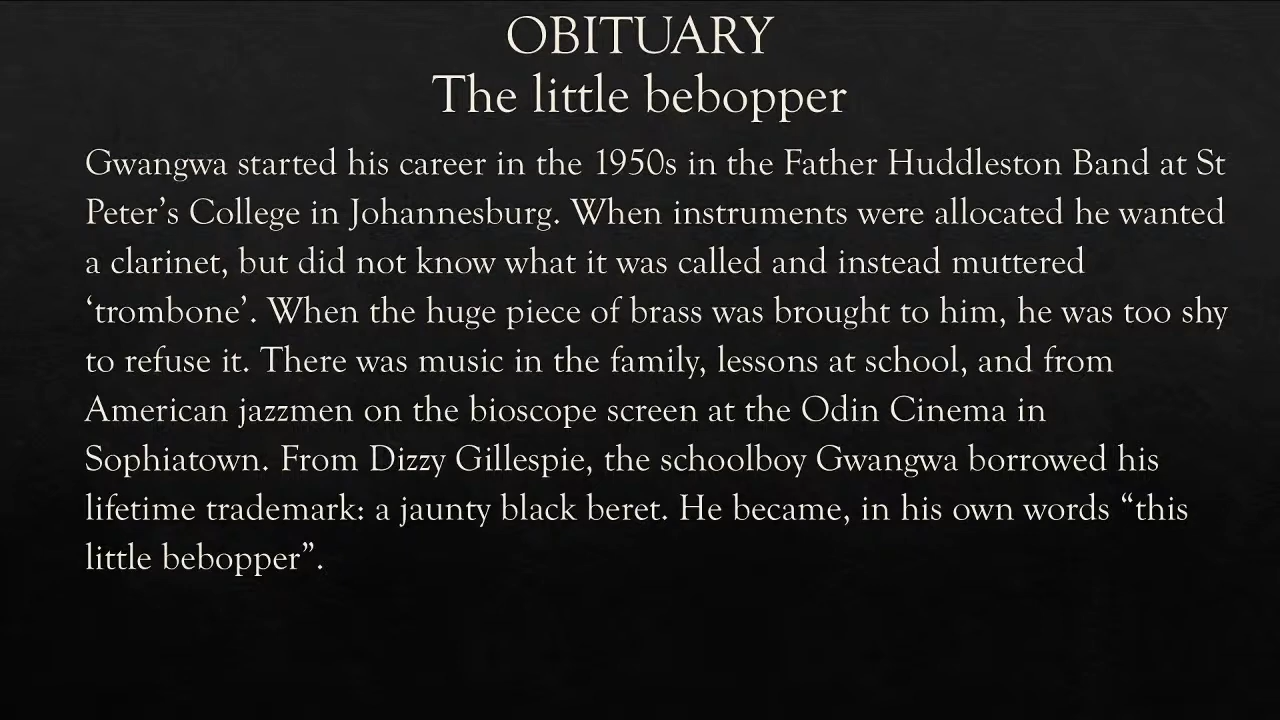 OBITUARY
The little bebopper
Gwangwa started his career in the 1950s in the Father Huddleston Band at St
Peter’s College in Johannesburg. When instruments were allocated he wanted
a clarinet, but did not know what it was called and instead muttered
‘trombone’. When the huge piece of brass was brought to him, he was too shy
to refuse it. There was music in the family, lessons at school, and from
American jazzmen on the bioscope screen at the Odin Cinema in
Sophiatown. From Dizzy Gillespie, the schoolboy Gwangwa borrowed his
lifetime trademark: a jaunty black beret. He became, in his own words “this
little bebopper”.